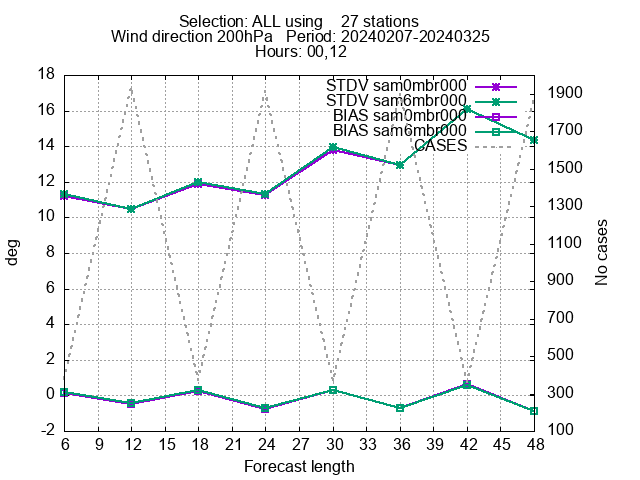 Selection: ALL using    27 stations
Wind direction 200hPa   Period: 20240207-20240325
Hours: 00,12
STDV sam0mbr000
STDV sam6mbr000
BIAS sam0mbr000
BIAS sam6mbr000
CASES
18
16
14
12
10
8
6
4
2
0
-2
deg
1900
1700
1500
1300
1100
900
700
500
300
100
No cases
6 9 12 15 18 21 24 27 30 33 36 39 42 45 48
Forecast length